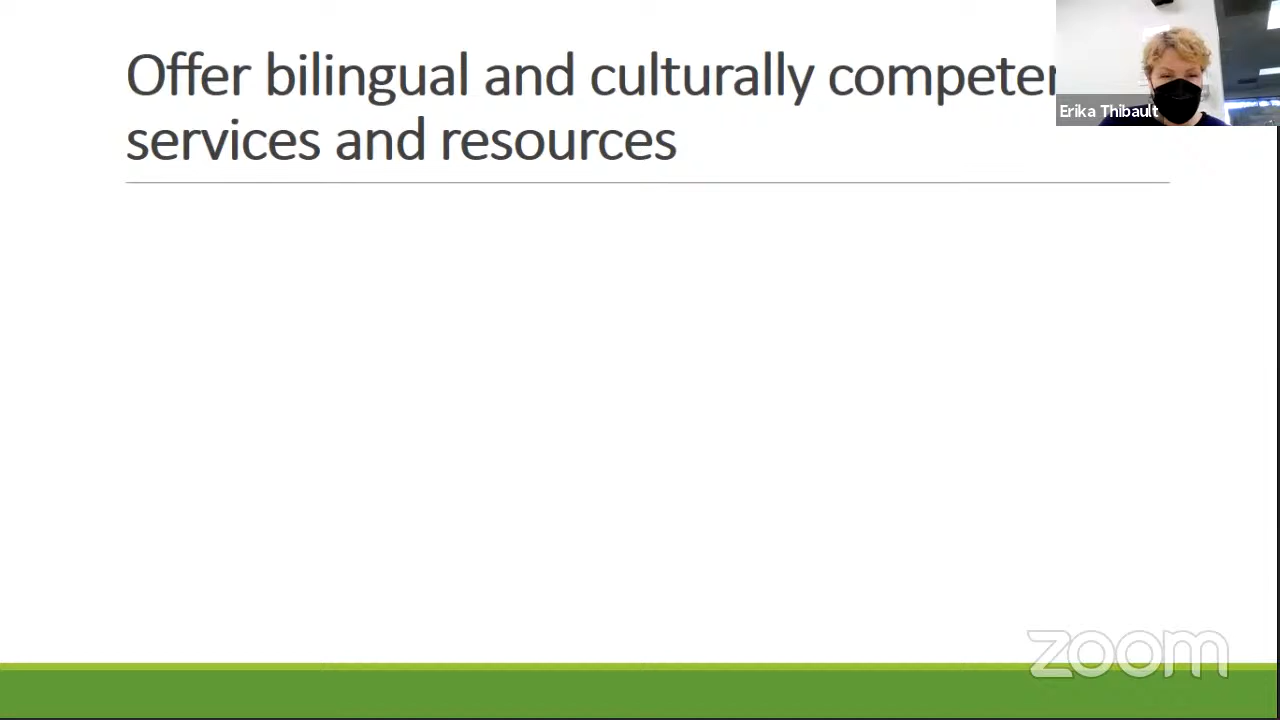 Offer bilingual and culturally competen
services and resources
Erika Thibault
zoom